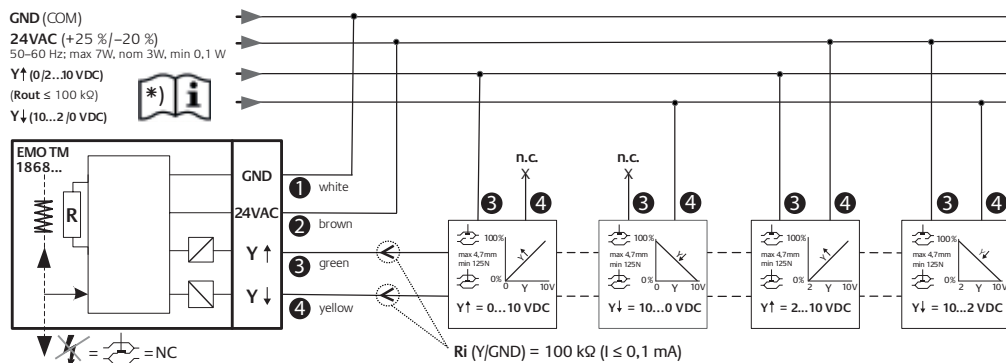 GND (COM)
24VAC (+25 %/−20 %)
50–60 Hz; max 7W, nom 3W, min 0,1 W
Y↑ (0/2...10 VDC)
(Rout ≤ 100 kΩ)
Y↓ (10...2 /0 VDC)
*) i
EMO TM
1868...
R
GND
24VAC
Y ↑
Y ↓
1 white
2 brown
3 green
4 yellow
= = NC
n.c.
X
3 4
100%
max 4,7mm
min 125N
0%
Y↑
0 Y 10V
Y↑ = 0...10 VDC
n.c.
X
3 4
100%
max 4,7mm
min 125N
0%
Y↓
0 Y 10V
Y↓ = 10...0 VDC
3 4
100%
max 4,7mm
min 125N
0%
Y↑
2 Y 10V
Y↑ = 2...10 VDC
3 4
100%
max 4,7mm
min 125N
0%
Y↓
2 Y 10V
Y↓ = 10...2 VDC
Ri (Y/GND) = 100 kΩ (I ≤ 0,1 mA)